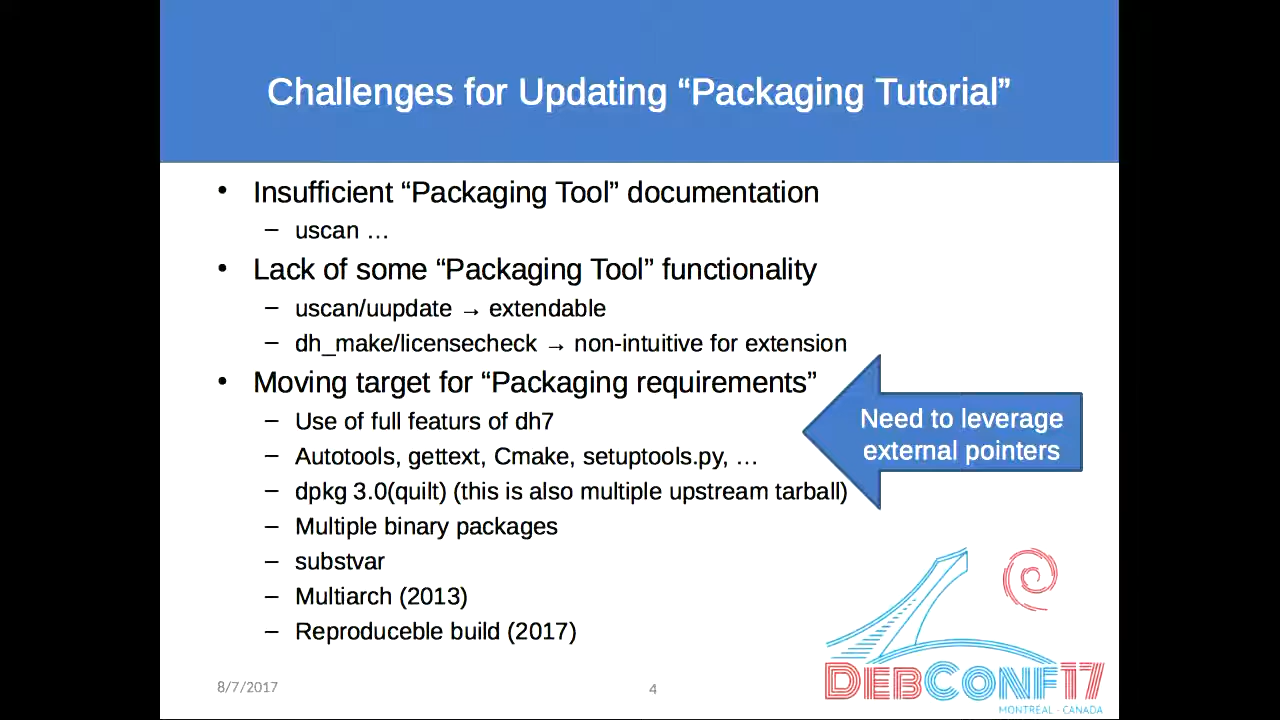 Challenges for Updating “Packaging Tutorial”
• Insufficient “Packaging Tool” documentation
– uscan …
• Lack of some “Packaging Tool” functionality
– uscan/uupdate → extendable
– dh_make/licensecheck → non-intuitive for extension
• Moving target for “Packaging requirements”
– Use of full featurs of dh7
– Autotools, gettext, Cmake, setuptools.py, …
– dpkg 3.0(quilt) (this is also multiple upstream tarball)
– Multiple binary packages
– substvar
– Multiarch (2013)
– Reproduceble build (2017)
Need to leverage
external pointers
8/7/2017
4
DEBCONF17
MONTREAL · CANADA